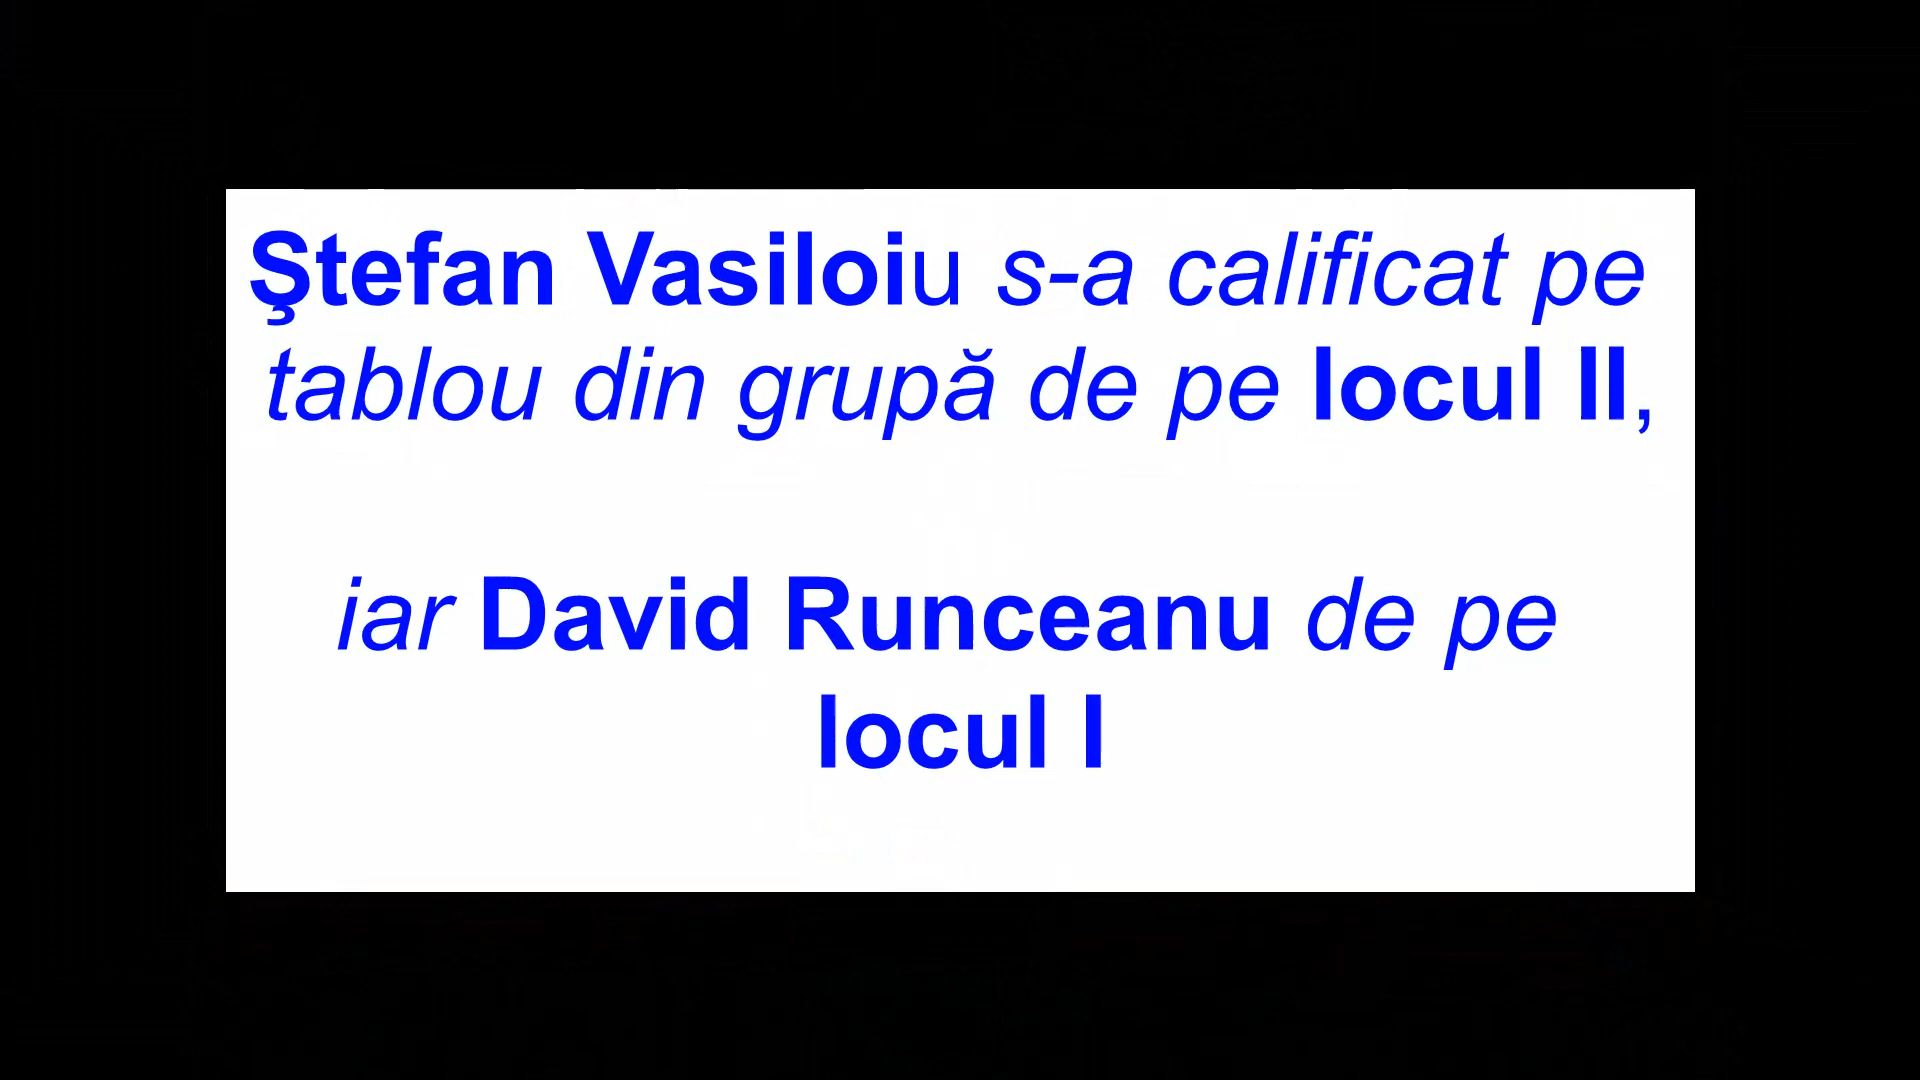 Ştefan Vasiloiu s-a calificat pe
tablou din grupă de pe locul II,
iar David Runceanu de pe
locul I